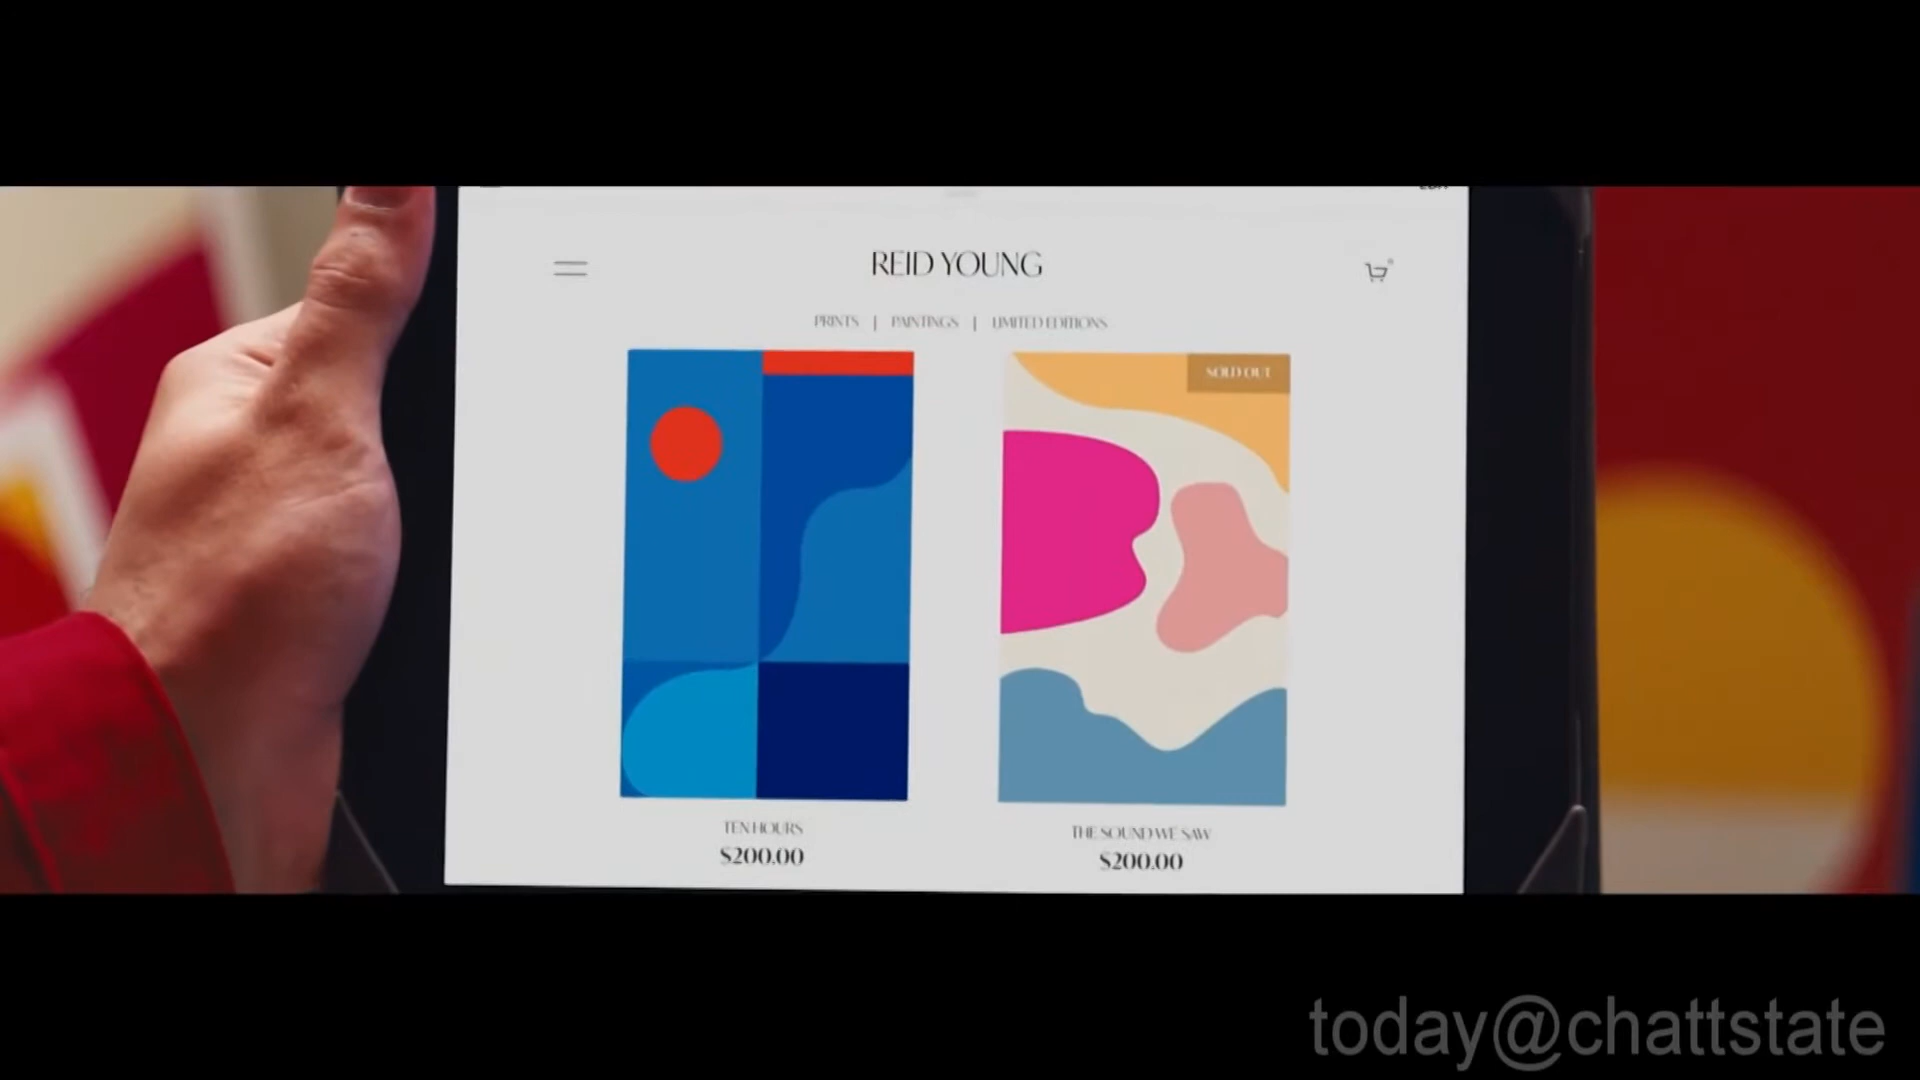 REID YOUNG
PRINTS | PAINTINGS | LIMITED EDITIONS
SOLD OUT
TEN HOURS
$200.00
THE SOUND WE SAW
$200.00
today@chattstate